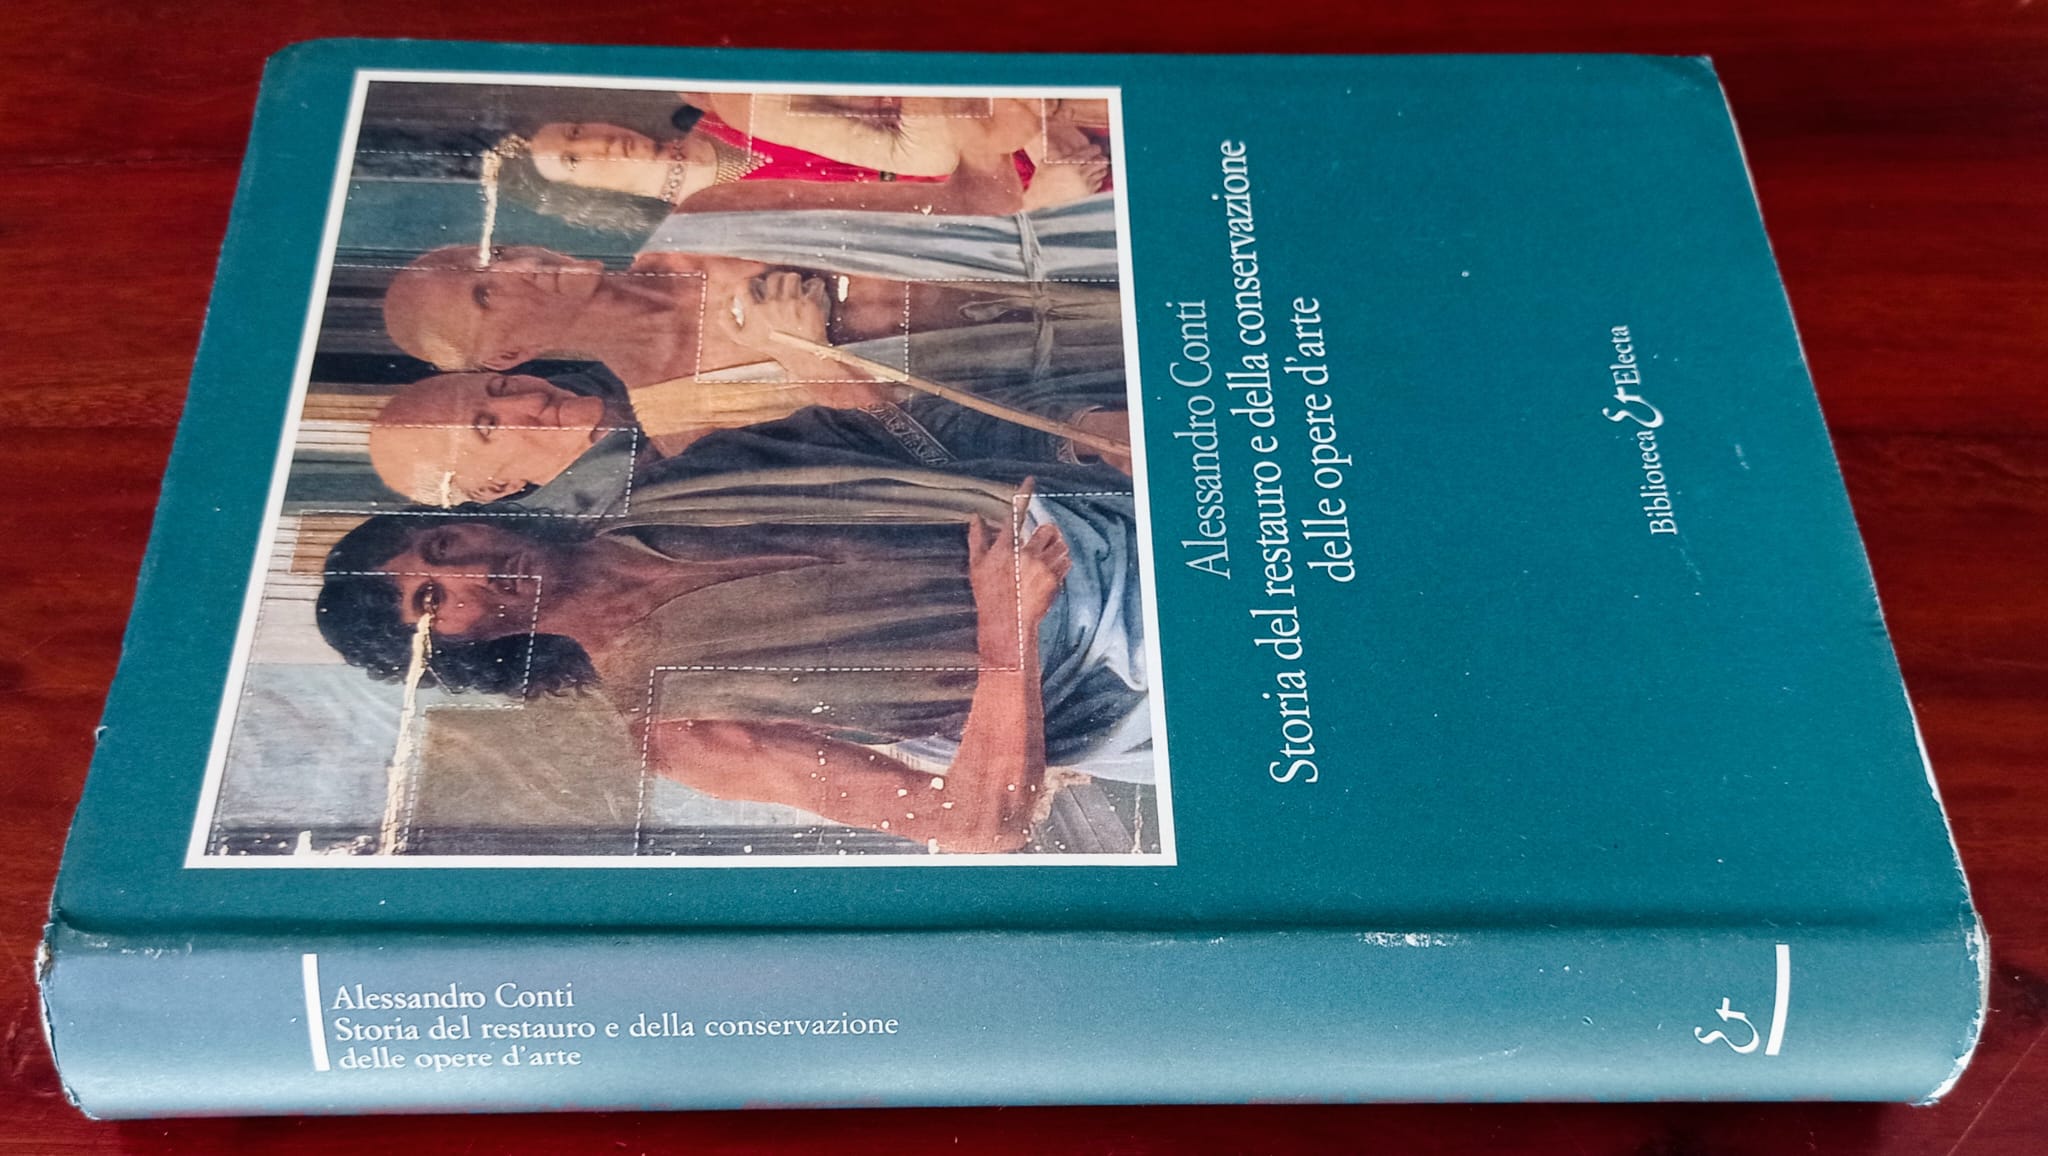 Alessandro Conti
Storia del restauro e della conservazione
delle opere d'arte
Biblioteca Electa
Alessandro Conti
Storia del restauro e della conservazione
delle opere d'arte